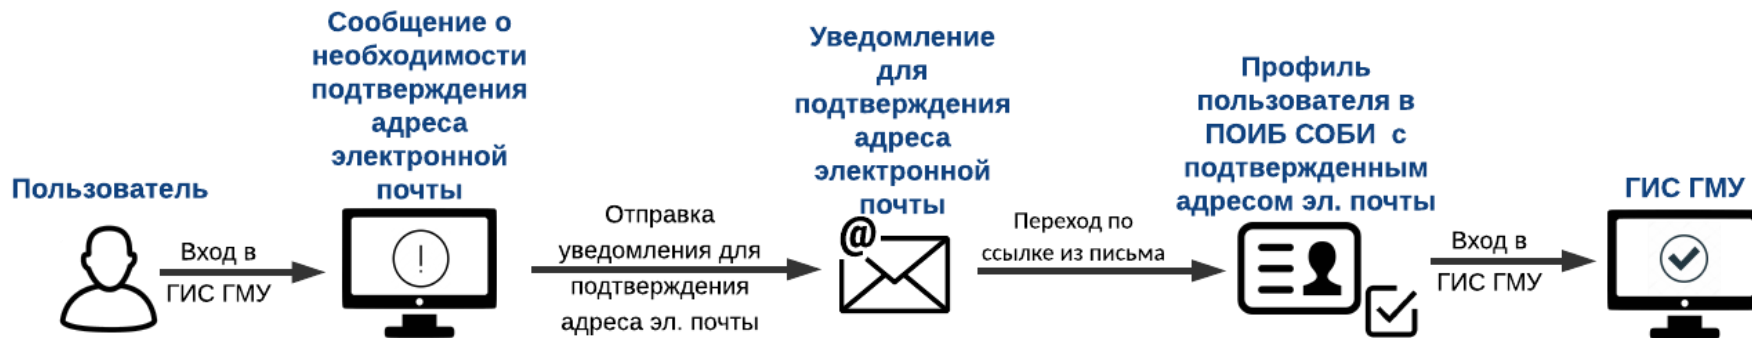 Пользователь
Вход в
ГИС ГМУ
Сообщение о
необходимости
подтверждения
адреса
электронной
почты
Отправка
уведомления для
подтверждения
адреса эл. почты
Уведомление
для
подтверждения
адреса
электронной
почты
@
Переход по
ссылке из письма
Профиль
пользователя в
ПОИБ СОБИ с
подтвержденным
адресом эл. почты
Вход в
ГИС ГМУ
ГИС ГМУ